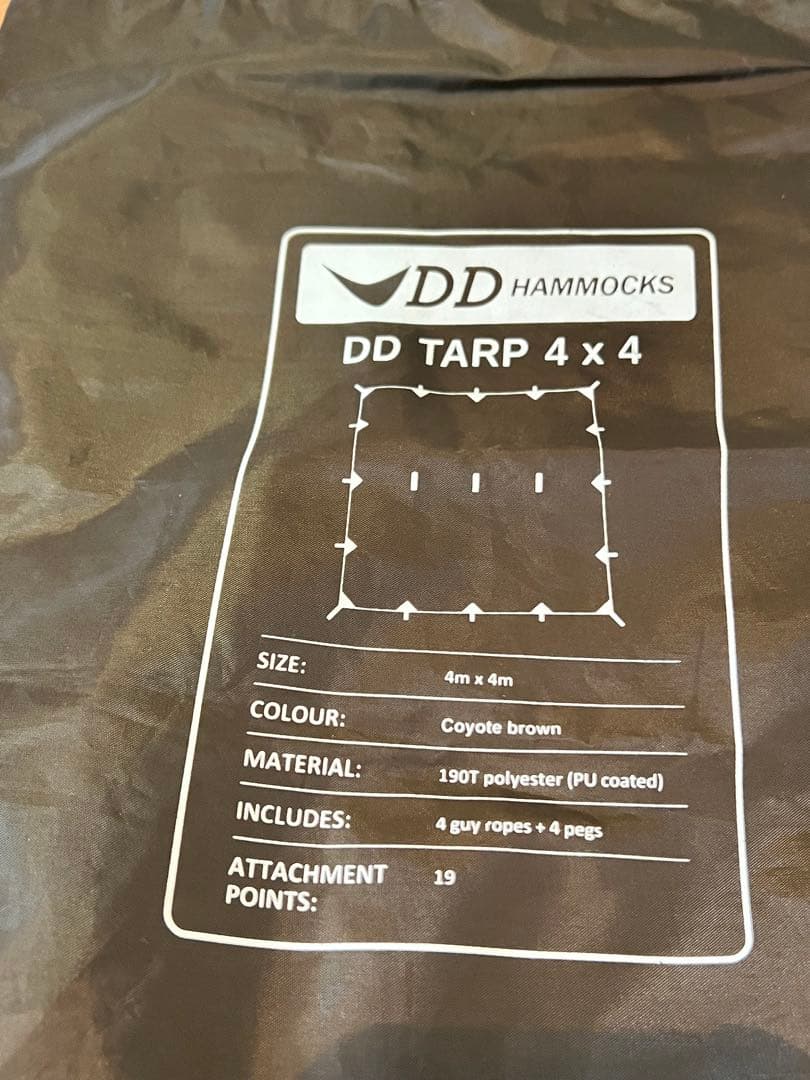 DD HAMMOCKS
DD TARP 4 x 4
SIZE: 4m x 4m
COLOUR: Coyote brown
MATERIAL: 190T polyester (PU coated)
INCLUDES: 4 guy ropes + 4 pegs
ATTACHMENT 19
POINTS: